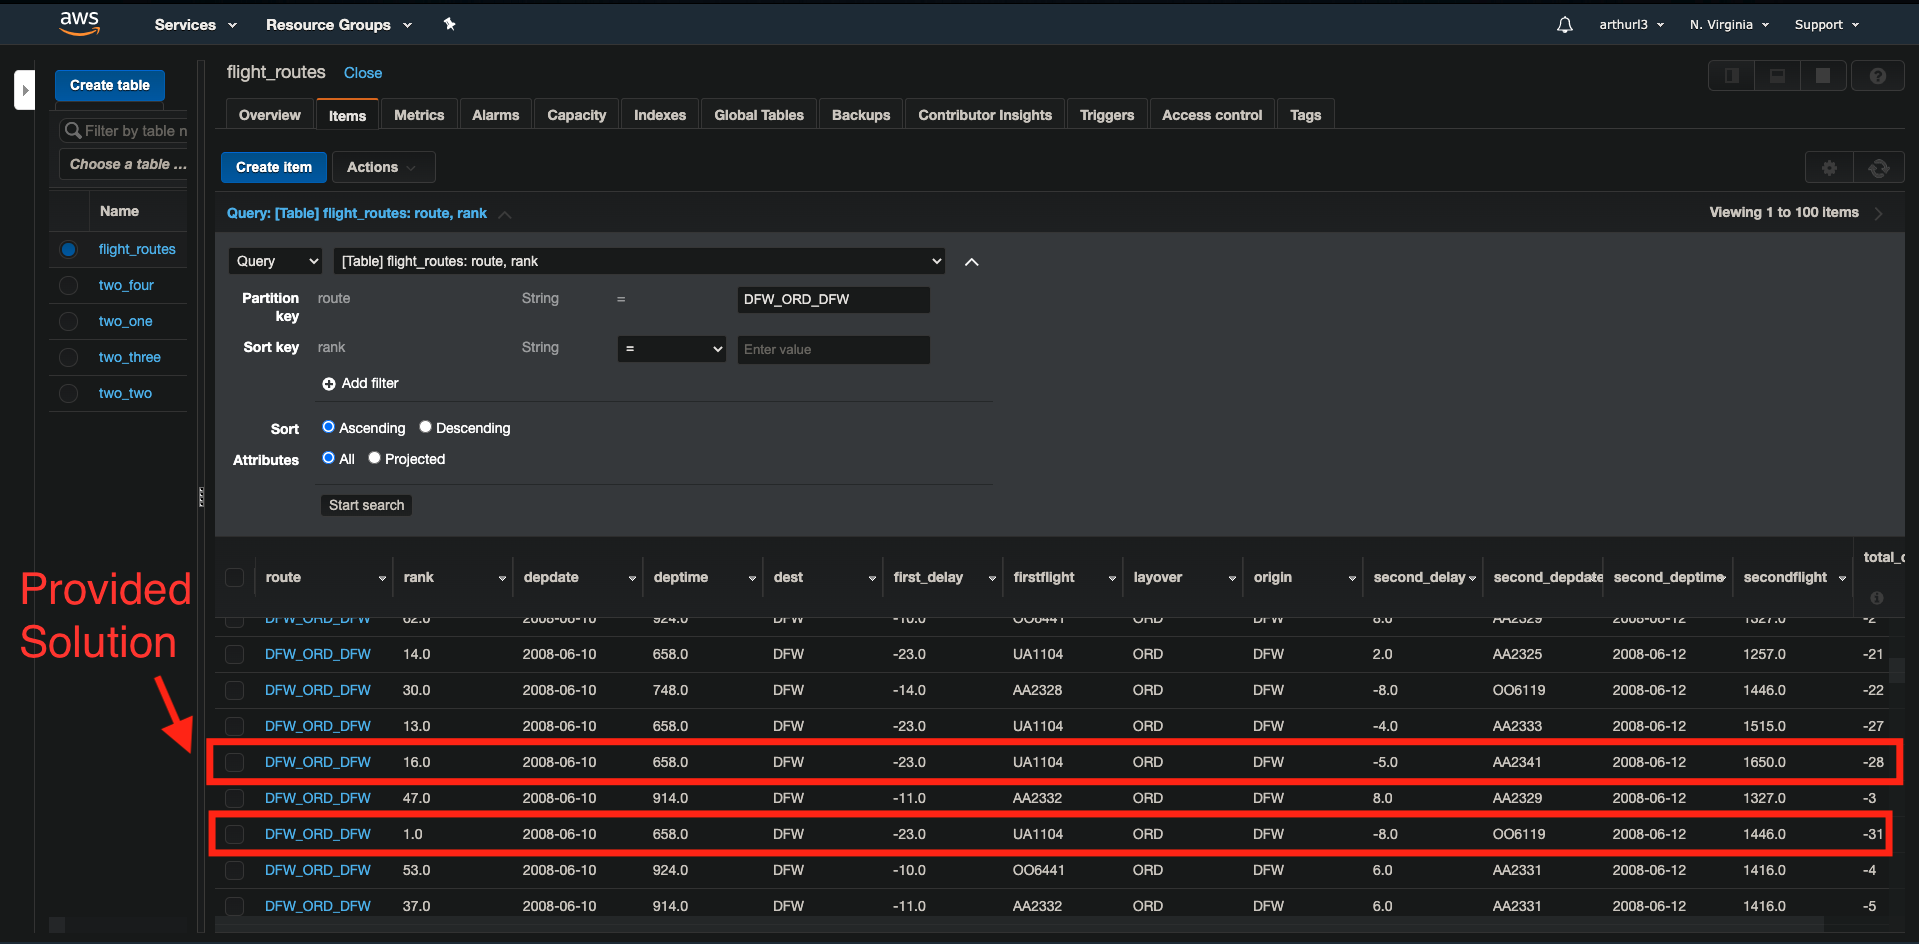 aws Services Resource Groups arthurl3 N. Virginia Support
Create table
Filter by table n
Choose a table ...
Name
flight_routes
two_four
two_one
two_three
two_two
flight_routes Close
Overview Items Metrics Alarms Capacity Indexes Global Tables Backups Contributor Insights Triggers Access control Tags
Create item Actions
Query: [Table] flight_routes: route, rank Viewing 1 to 100 items
Query [Table] flight_routes: route, rank
Partition key route String = DFW_ORD_DFW
Sort key rank String = Enter value
Add filter
Sort Ascending Descending
Attributes All Projected
Start search
Provided
Solution
route rank depdate deptime dest first_delay firstflight layover origin second_delay second_depdate second_deptime secondflight total_
DFW_ORD_DFW 62.0 2008-06-10 924.0 DFW -10.0 OO6441 ORD DFW 8.0 AA2329 2008-06-12 1327.0 -2
DFW_ORD_DFW 14.0 2008-06-10 658.0 DFW -23.0 UA1104 ORD DFW 2.0 AA2325 2008-06-12 1257.0 -21
DFW_ORD_DFW 30.0 2008-06-10 748.0 DFW -14.0 AA2328 ORD DFW -8.0 OO6119 2008-06-12 1446.0 -22
DFW_ORD_DFW 13.0 2008-06-10 658.0 DFW -23.0 UA1104 ORD DFW -4.0 AA2333 2008-06-12 1515.0 -27
DFW_ORD_DFW 16.0 2008-06-10 658.0 DFW -23.0 UA1104 ORD DFW -5.0 AA2341 2008-06-12 1650.0 -28
DFW_ORD_DFW 47.0 2008-06-10 914.0 DFW -11.0 AA2332 ORD DFW 8.0 AA2329 2008-06-12 1327.0 -3
DFW_ORD_DFW 1.0 2008-06-10 658.0 DFW -23.0 UA1104 ORD DFW -8.0 OO6119 2008-06-12 1446.0 -31
DFW_ORD_DFW 53.0 2008-06-10 924.0 DFW -10.0 OO6441 ORD DFW 6.0 AA2331 2008-06-12 1416.0 -4
DFW_ORD_DFW 37.0 2008-06-10 914.0 DFW -11.0 AA2332 ORD DFW 6.0 AA2331 2008-06-12 1416.0 -5